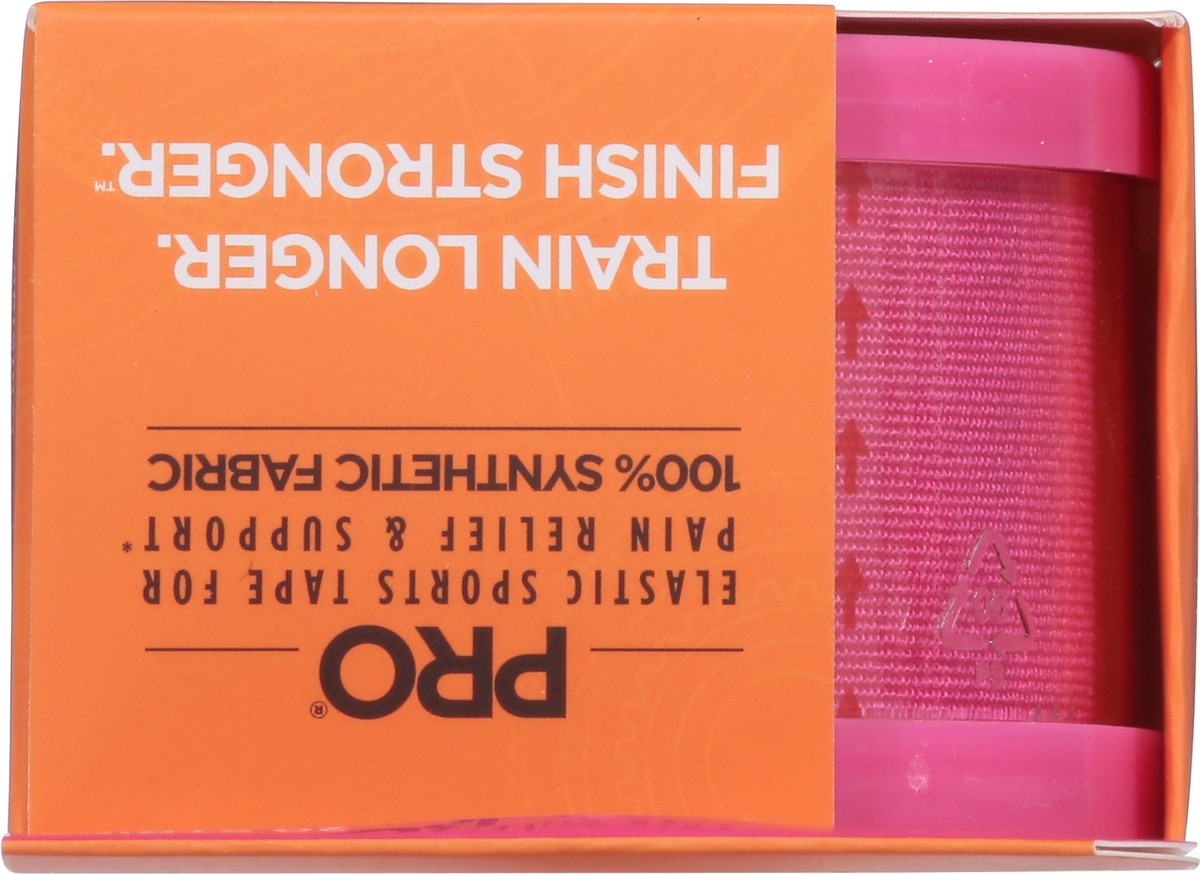 PRO®
ELASTIC SPORTS TAPE FOR
PAIN RELIEF & SUPPORT*
100% SYNTHETIC FABRIC
TRAIN LONGER.
FINISH STRONGER.™